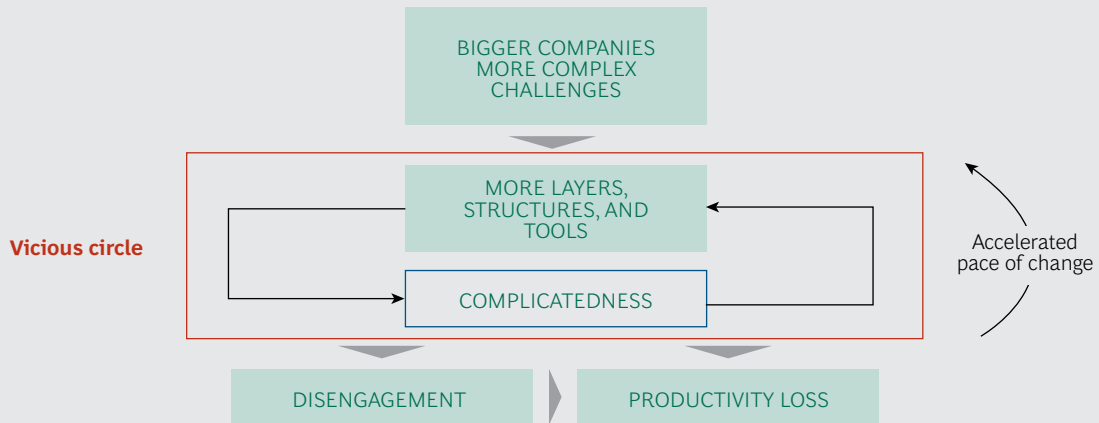 BIGGER COMPANIES
MORE COMPLEX
CHALLENGES
MORE LAYERS,
STRUCTURES, AND
TOOLS
Vicious circle
Accelerated
pace of change
COMPLICATEDNESS
DISENGAGEMENT
PRODUCTIVITY LOSS